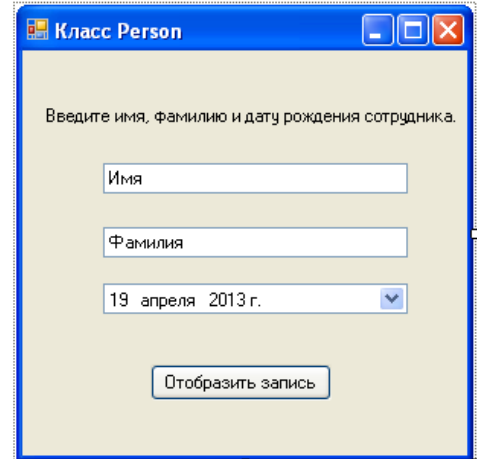 Класс Person
Введите имя, фамилию и дату рождения сотрудника.
Имя
Фамилия
19 апреля 2013 г.
Отобразить запись